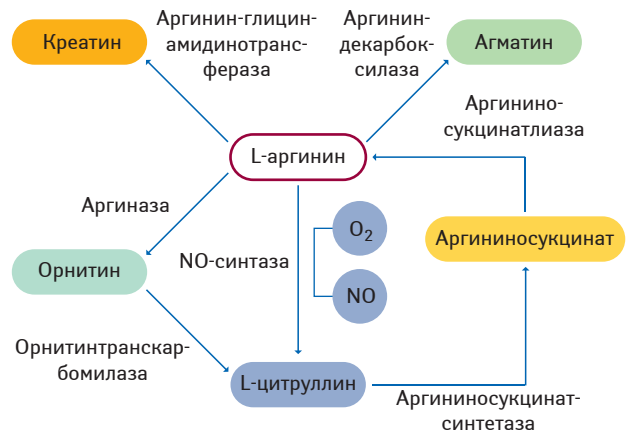 Креатин
Аргинин-глицин-
амидинотранс-
фераза
Аргинин-
декарбок-
силаза
Агматин
Аргинино-
сукцинатлиаза
L-аргинин
Аргиназа
Орнитин
NO-синтаза
O₂
NO
Аргининосукцинат
Орнитинтранскар-
бомилаза
L-цитруллин
Аргининосукцинат-
синтетаза